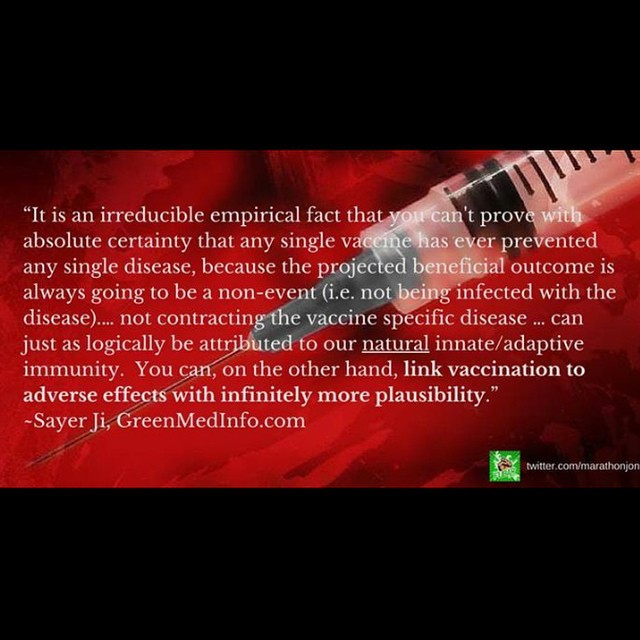 “It is an irreducible empirical fact that you can't prove with
absolute certainty that any single vaccine has ever prevented
any single disease, because the projected beneficial outcome is
always going to be a non-event (i.e. not being infected with the
disease).... not contracting the vaccine specific disease ... can
just as logically be attributed to our natural innate/adaptive
immunity.  You can, on the other hand, link vaccination to
adverse effects with infinitely more plausibility.”
~Sayer Ji, GreenMedInfo.com
twitter.com/marathonjon